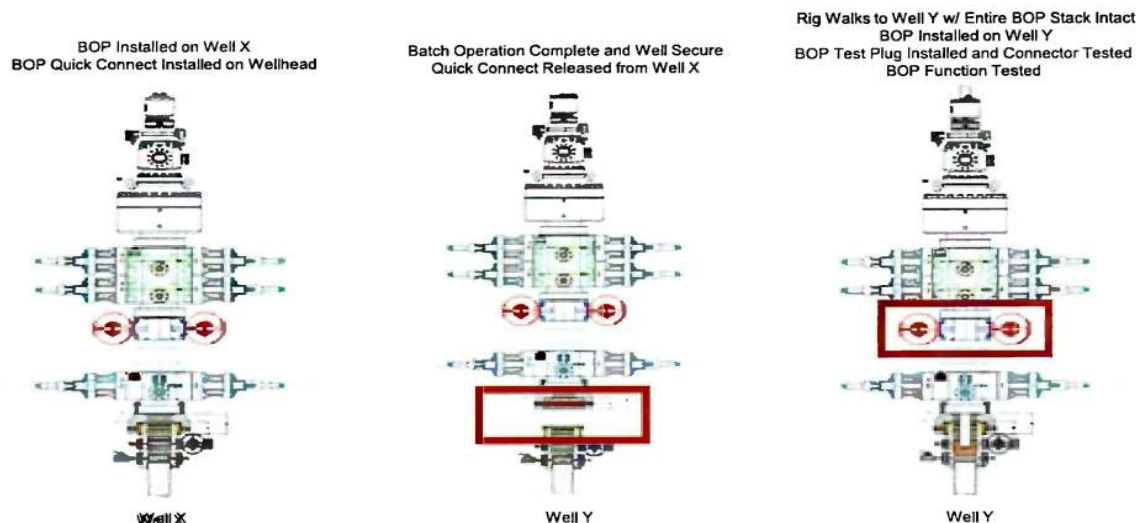 BOP Installed on Well X
BOP Quick Connect Installed on Wellhead
Batch Operation Complete and Well Secure
Quick Connect Released from Well X
Rig Walks to Well Y w/ Entire BOP Stack Intact
BOP Installed on Well Y
BOP Test Plug Installed and Connector Tested
BOP Function Tested
Well X
Well Y
Well Y